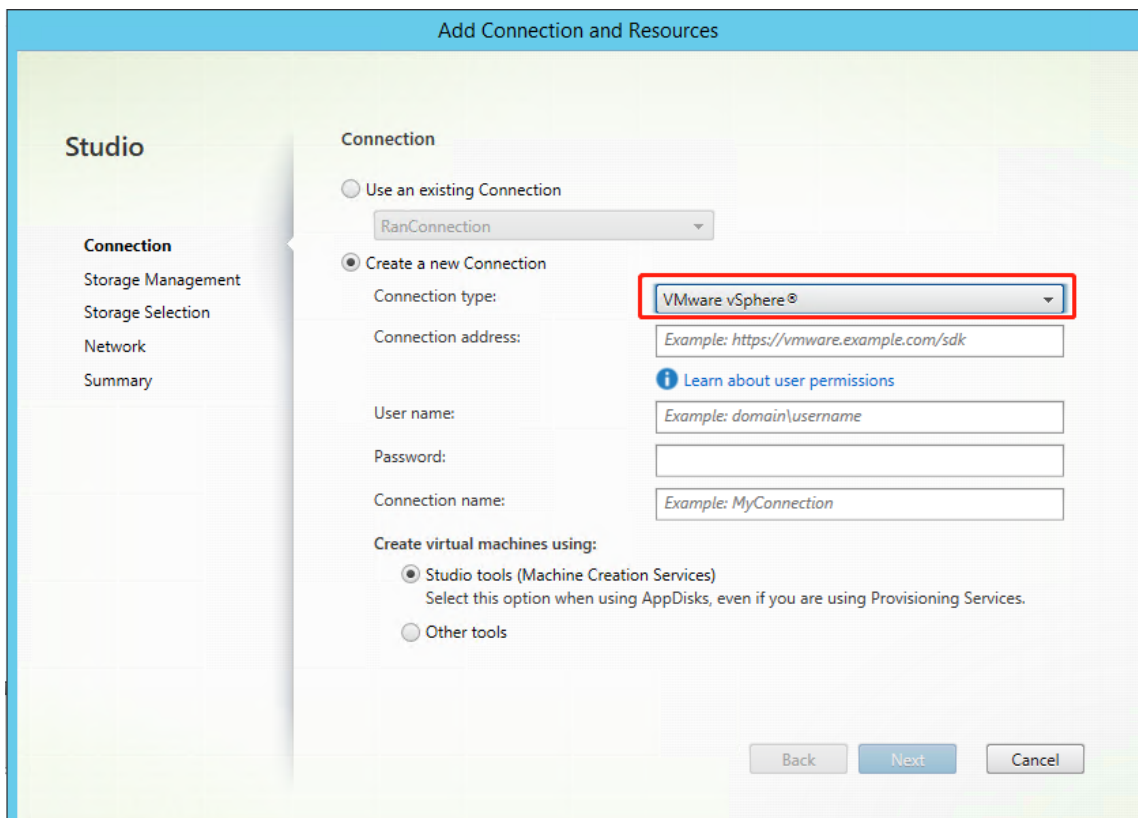 Add Connection and Resources
Studio
Connection
Storage Management
Storage Selection
Network
Summary
Connection
Use an existing Connection
RanConnection
Create a new Connection
Connection type:
VMware vSphere®
Connection address:
Example: https://vmware.example.com/sdk
Learn about user permissions
User name:
Example: domain\username
Password:
Connection name:
Example: MyConnection
Create virtual machines using:
Studio tools (Machine Creation Services)
Select this option when using AppDisks, even if you are using Provisioning Services.
Other tools
Back
Next
Cancel